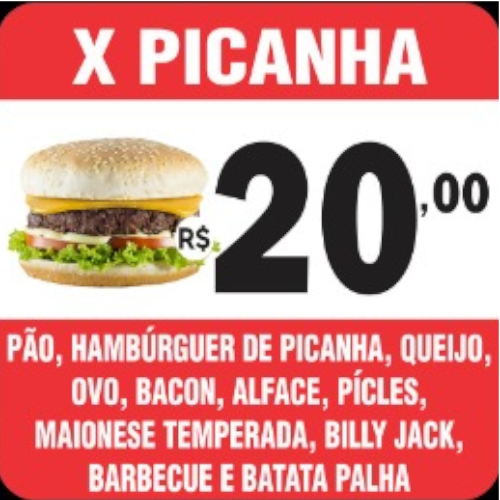 X PICANHA
R$ 20,00
PÃO, HAMBÚRGUER DE PICANHA, QUEIJO,
OVO, BACON, ALFACE, PÍCLES,
MAIONESE TEMPERADA, BILLY JACK,
BARBECUE E BATATA PALHA